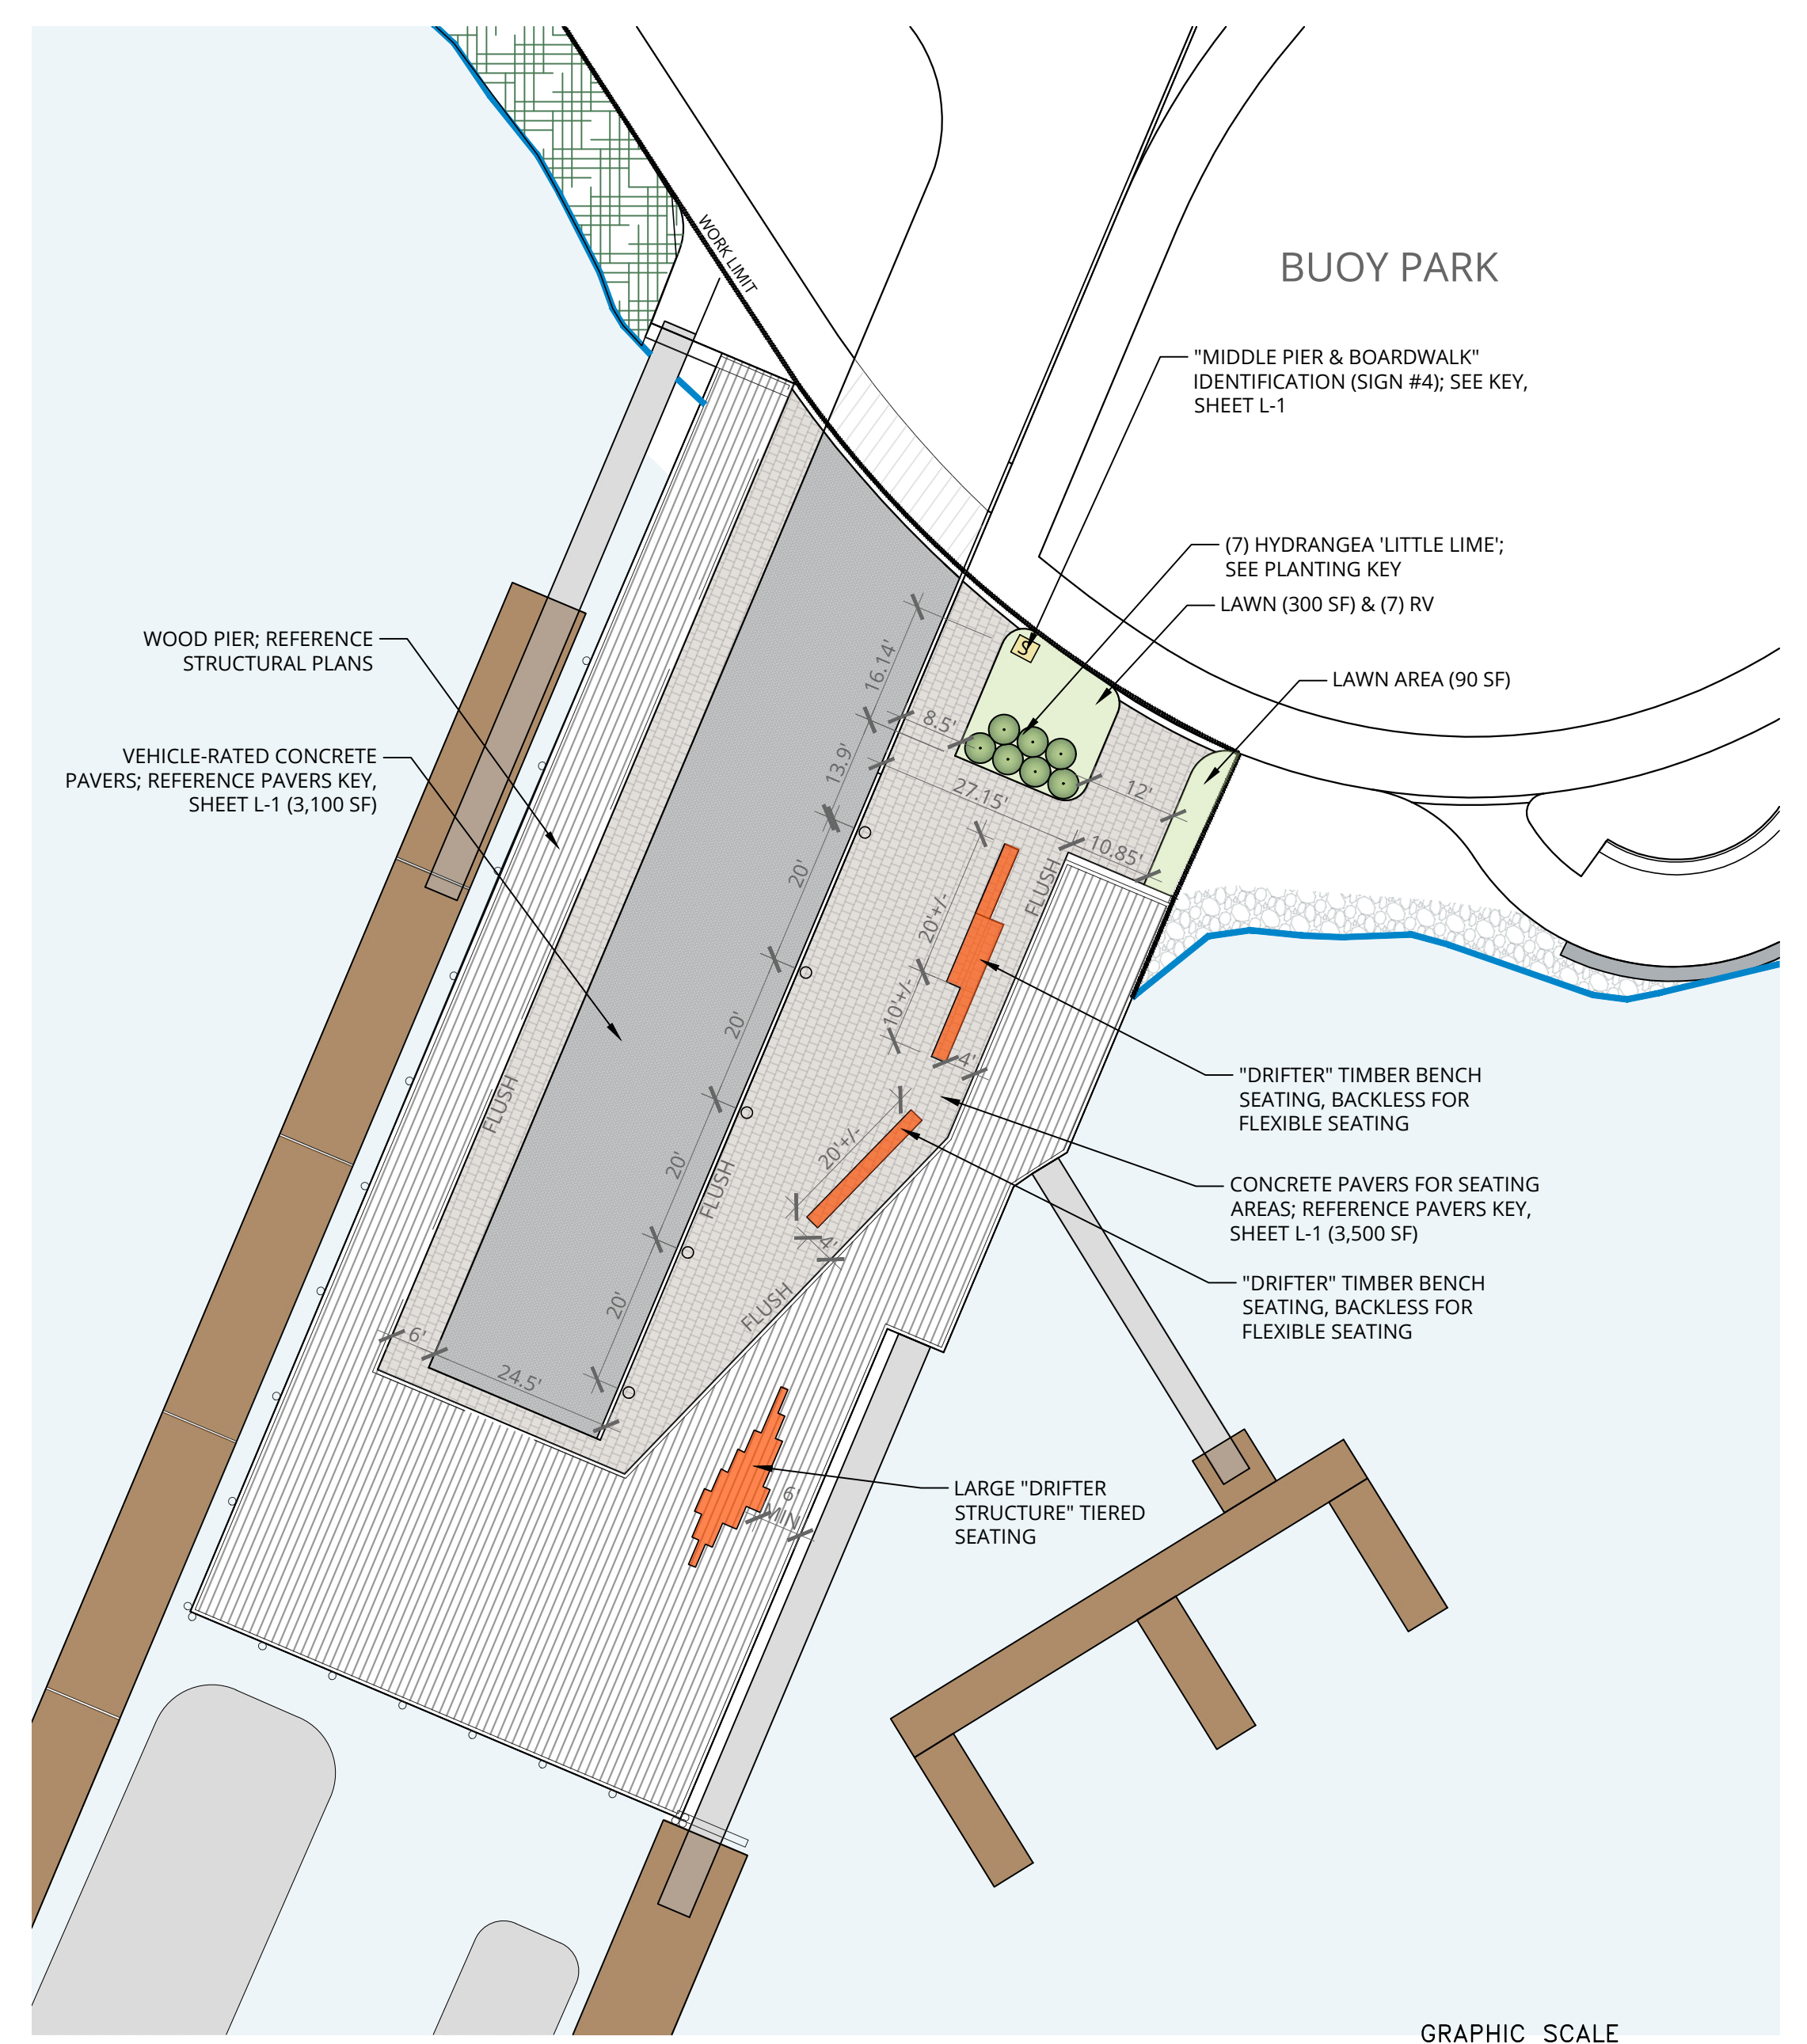 WORK LIMIT
BUOY PARK
"MIDDLE PIER & BOARDWALK"
IDENTIFICATION (SIGN #4); SEE KEY,
SHEET L-1
(7) HYDRANGEA 'LITTLE LIME';
SEE PLANTING KEY
LAWN (300 SF) & (7) RV
LAWN AREA (90 SF)
WOOD PIER; REFERENCE
STRUCTURAL PLANS
VEHICLE-RATED CONCRETE
PAVERS; REFERENCE PAVERS KEY,
SHEET L-1 (3,100 SF)
S
16.14'
8.5'
13.9'
27.15'
12'
10.85'
20'
FLUSH
20'+/-
10'+/-
20'
4'
FLUSH
20'+/-
20'
FLUSH
4'
20'
FLUSH
6'
24.5'
6'
MIN
"DRIFTER" TIMBER BENCH
SEATING, BACKLESS FOR
FLEXIBLE SEATING
CONCRETE PAVERS FOR SEATING
AREAS; REFERENCE PAVERS KEY,
SHEET L-1 (3,500 SF)
"DRIFTER" TIMBER BENCH
SEATING, BACKLESS FOR
FLEXIBLE SEATING
LARGE "DRIFTER
STRUCTURE" TIERED
SEATING
GRAPHIC SCALE